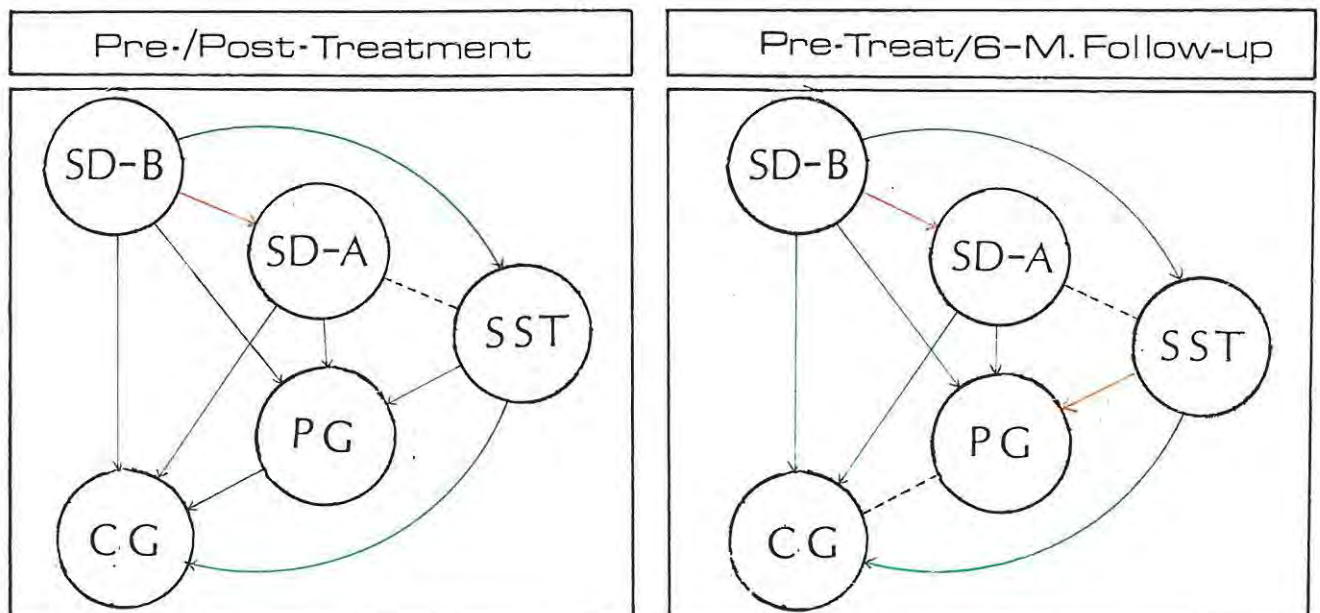 Pre-/Post-Treatment
SD-B
SD-A
SST
PG
CG
Pre-Treat/6-M. Follow-up
SD-B
SD-A
SST
PG
CG